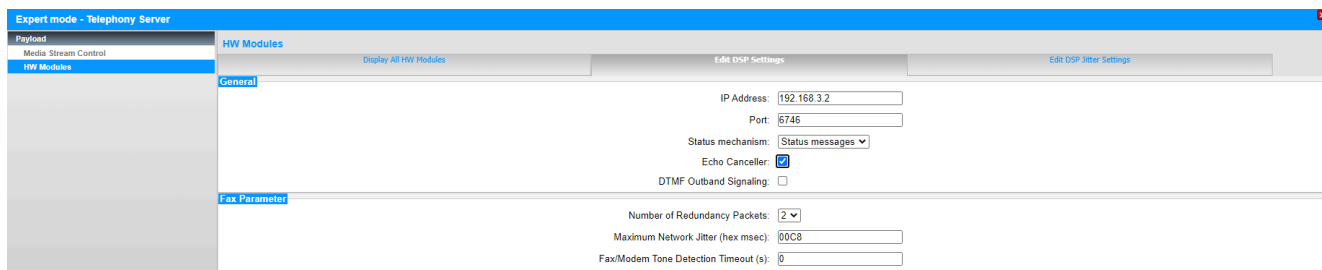 Expert mode - Telephony Server
Payload
Media Stream Control
HW Modules
HW Modules
Display All HW Modules Edit DSP Settings Edit DSP Jitter Settings
General
IP Address: 192.168.3.2
Port: 6746
Status mechanism: Status messages
Echo Canceller:
DTMF Outband Signaling:
Fax Parameter
Number of Redundancy Packets: 2
Maximum Network Jitter (hex msec): 00C8
Fax/Modem Tone Detection Timeout (s): 0